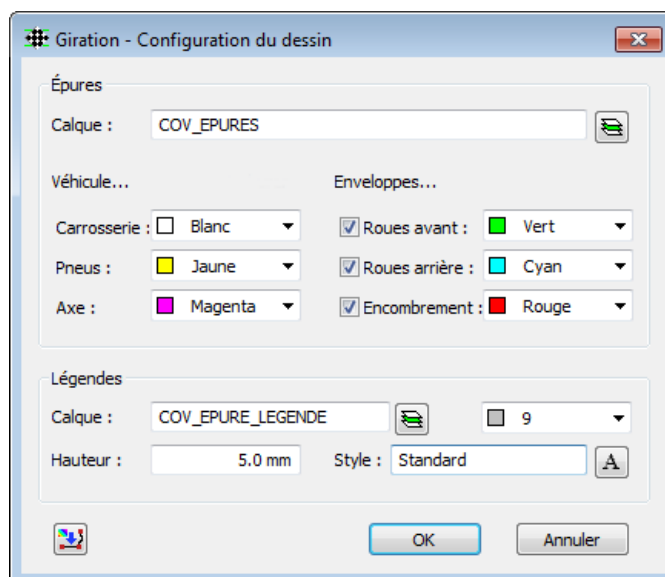 Giration - Configuration du dessin
Épures
Calque : COV_EPURES
Véhicule... Enveloppes...
Carrosserie : Blanc Roues avant : Vert
Pneus : Jaune Roues arrière : Cyan
Axe : Magenta Encombrement : Rouge
Légendes
Calque : COV_EPURE_LEGENDE 9
Hauteur : 5.0 mm Style : Standard A
OK Annuler